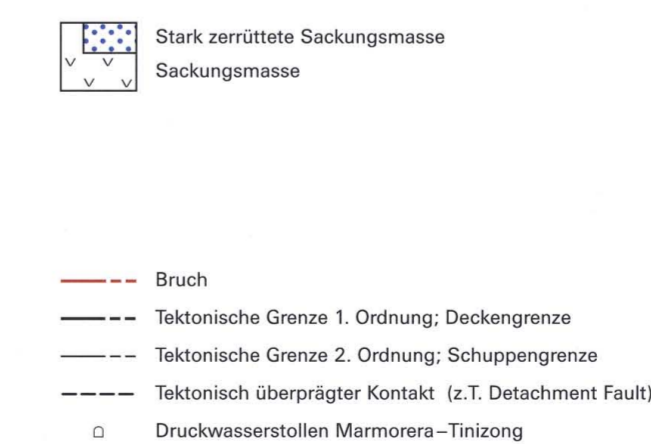 Stark zerrüttete Sackungsmasse
Sackungsmasse
Bruch
Tektonische Grenze 1. Ordnung; Deckengrenze
Tektonische Grenze 2. Ordnung; Schuppengrenze
Tektonisch überprägter Kontakt (z.T. Detachment Fault)
Druckwasserstollen Marmorera–Tinizong